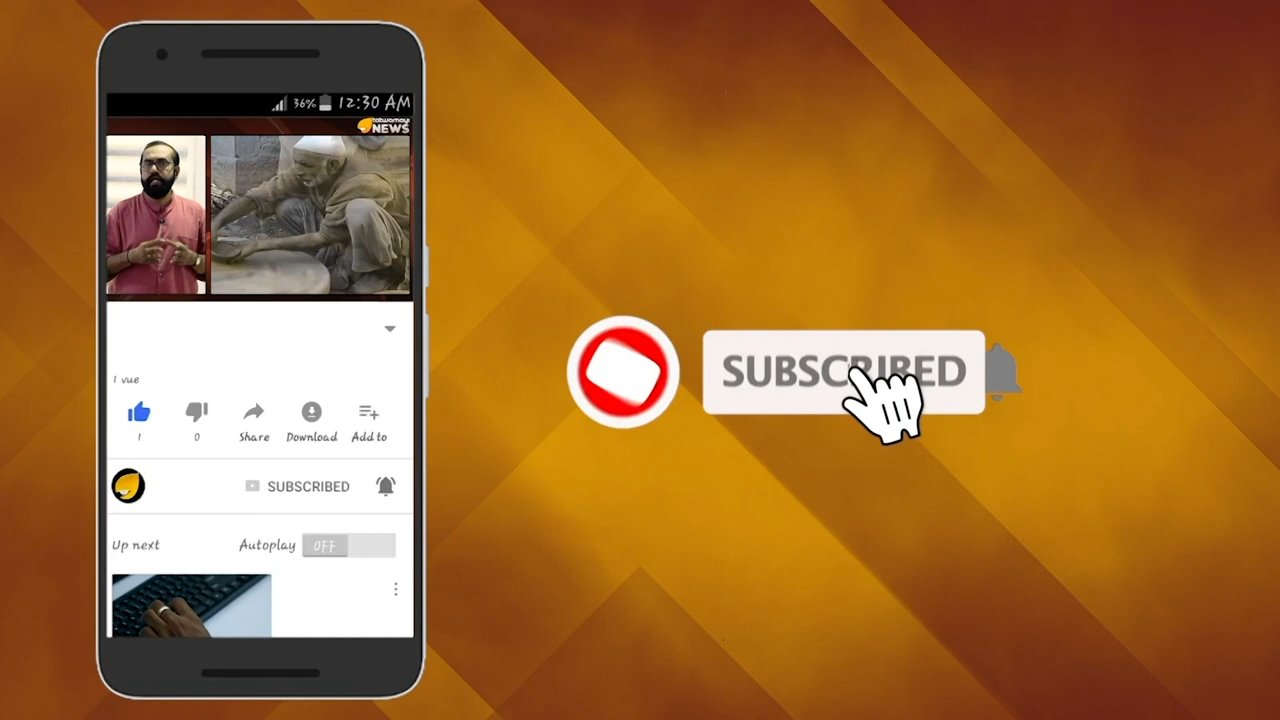 36% 12:30 AM
tatwamayi
NEWS
1 vue
1
0
Share
Download
Add to
SUBSCRIBED
Up next
Autoplay
OFF
SUBSCRIBED